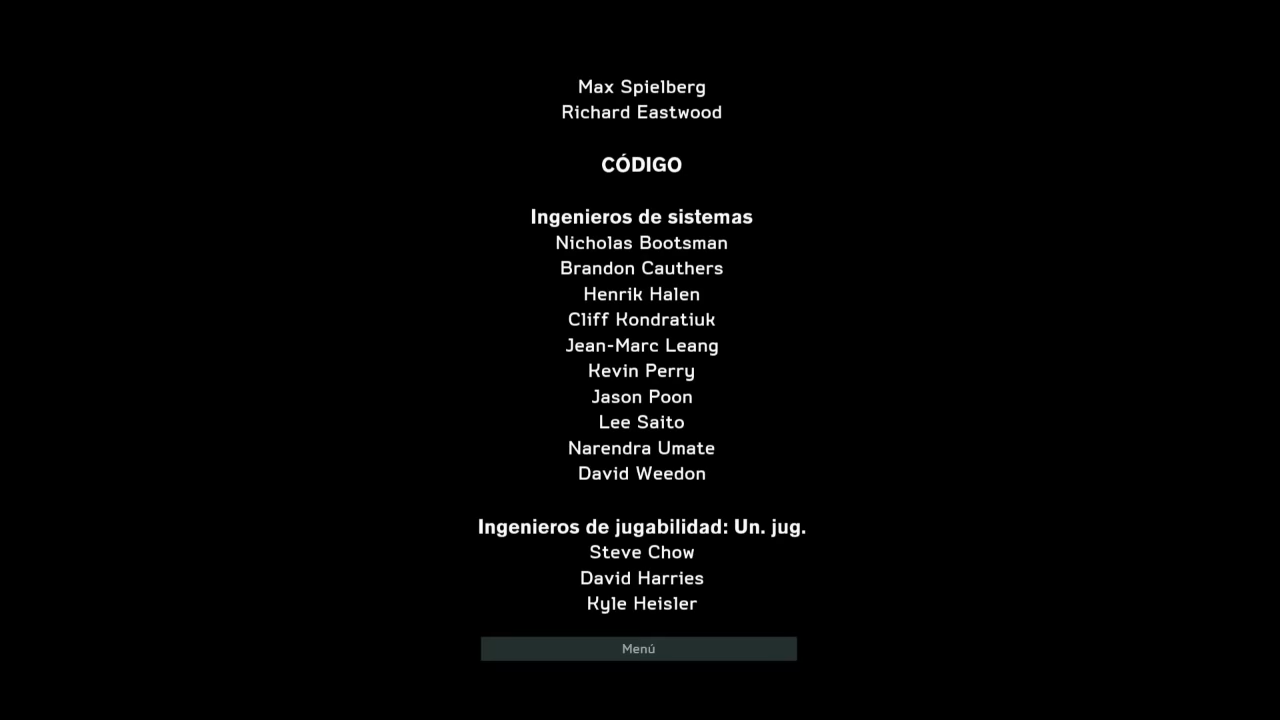 Max Spielberg
Richard Eastwood
CÓDIGO
Ingenieros de sistemas
Nicholas Bootsman
Brandon Cauthers
Henrik Halen
Cliff Kondratiuk
Jean-Marc Leang
Kevin Perry
Jason Poon
Lee Saito
Narendra Umate
David Weedon
Ingenieros de jugabilidad: Un. jug.
Steve Chow
David Harries
Kyle Heisler
Menú